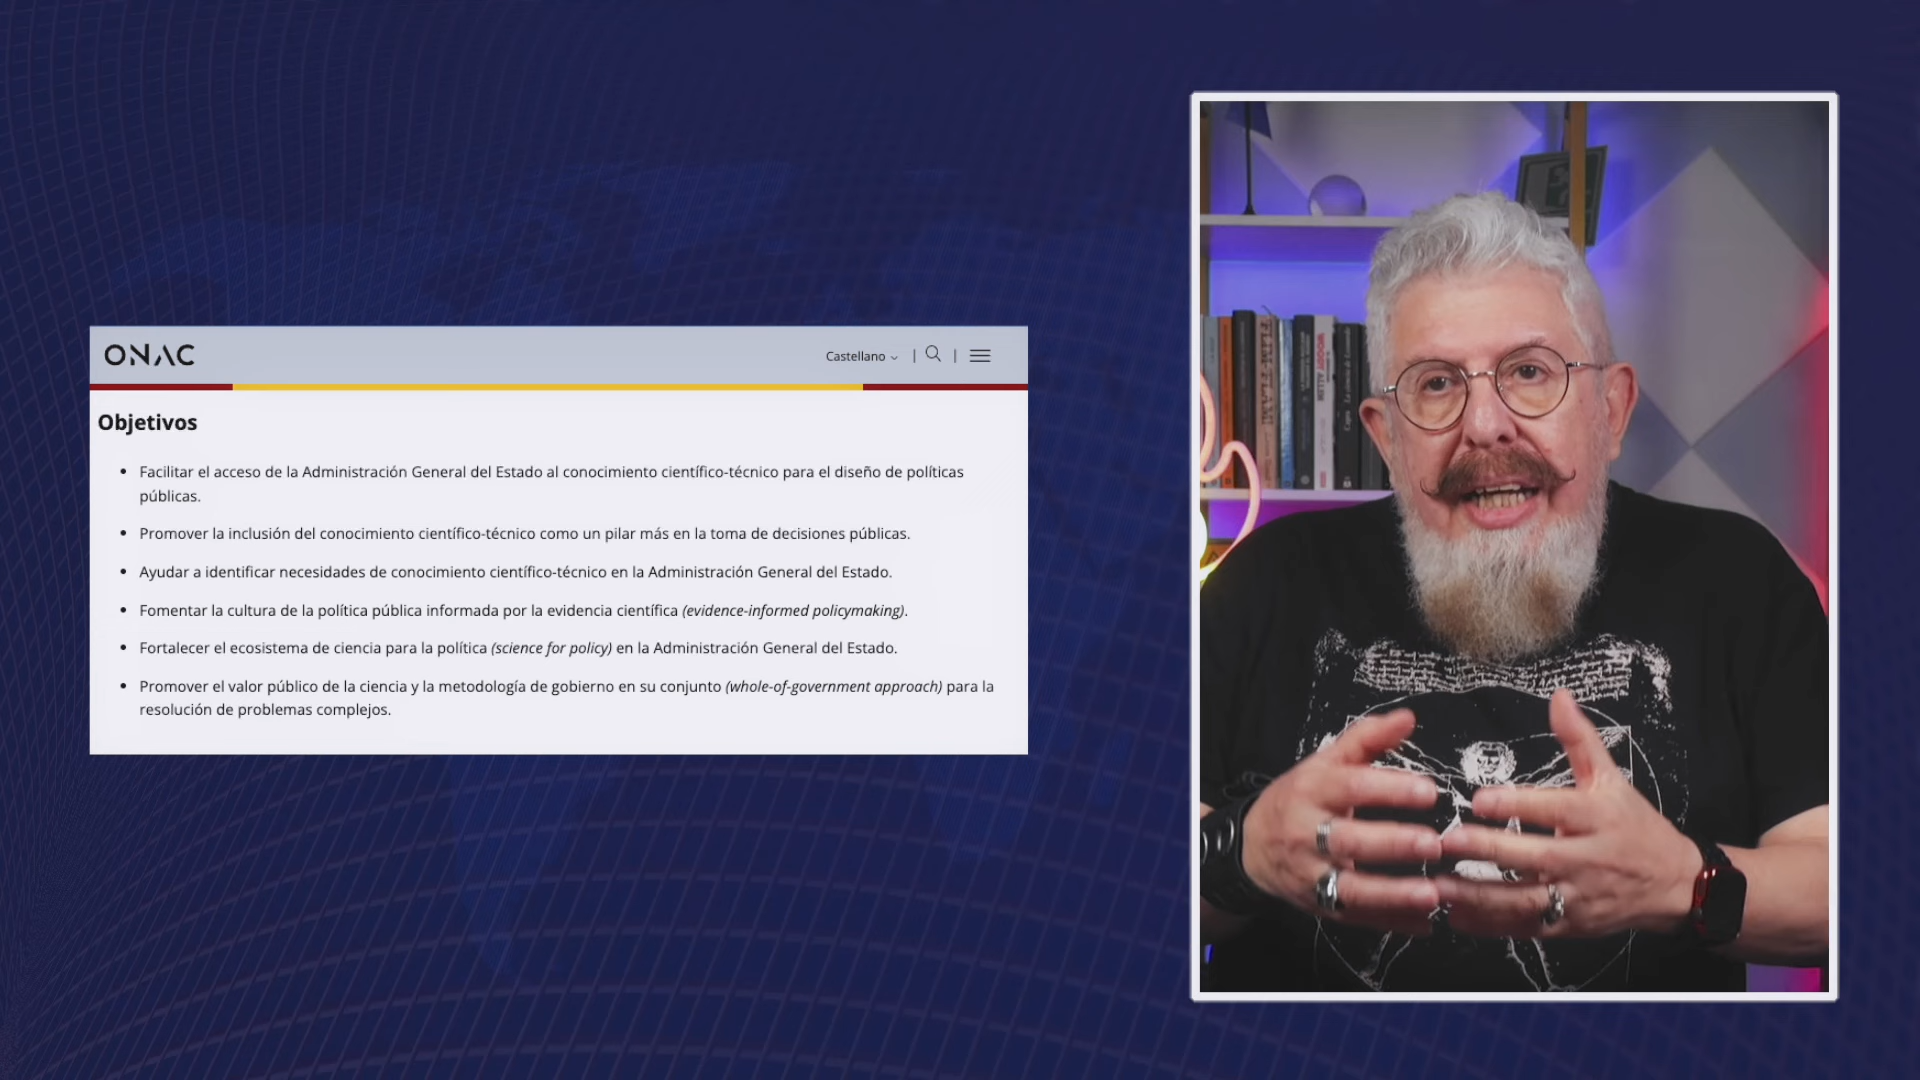 ONAC
Castellano
Objetivos
• Facilitar el acceso de la Administración General del Estado al conocimiento científico-técnico para el diseño de políticas
públicas.
• Promover la inclusión del conocimiento científico-técnico como un pilar más en la toma de decisiones públicas.
• Ayudar a identificar necesidades de conocimiento científico-técnico en la Administración General del Estado.
• Fomentar la cultura de la política pública informada por la evidencia científica (evidence-informed policymaking).
• Fortalecer el ecosistema de ciencia para la política (science for policy) en la Administración General del Estado.
• Promover el valor público de la ciencia y la metodología de gobierno en su conjunto (whole-of-government approach) para la
resolución de problemas complejos.
FLIM FLAM
WOODY ALLEN